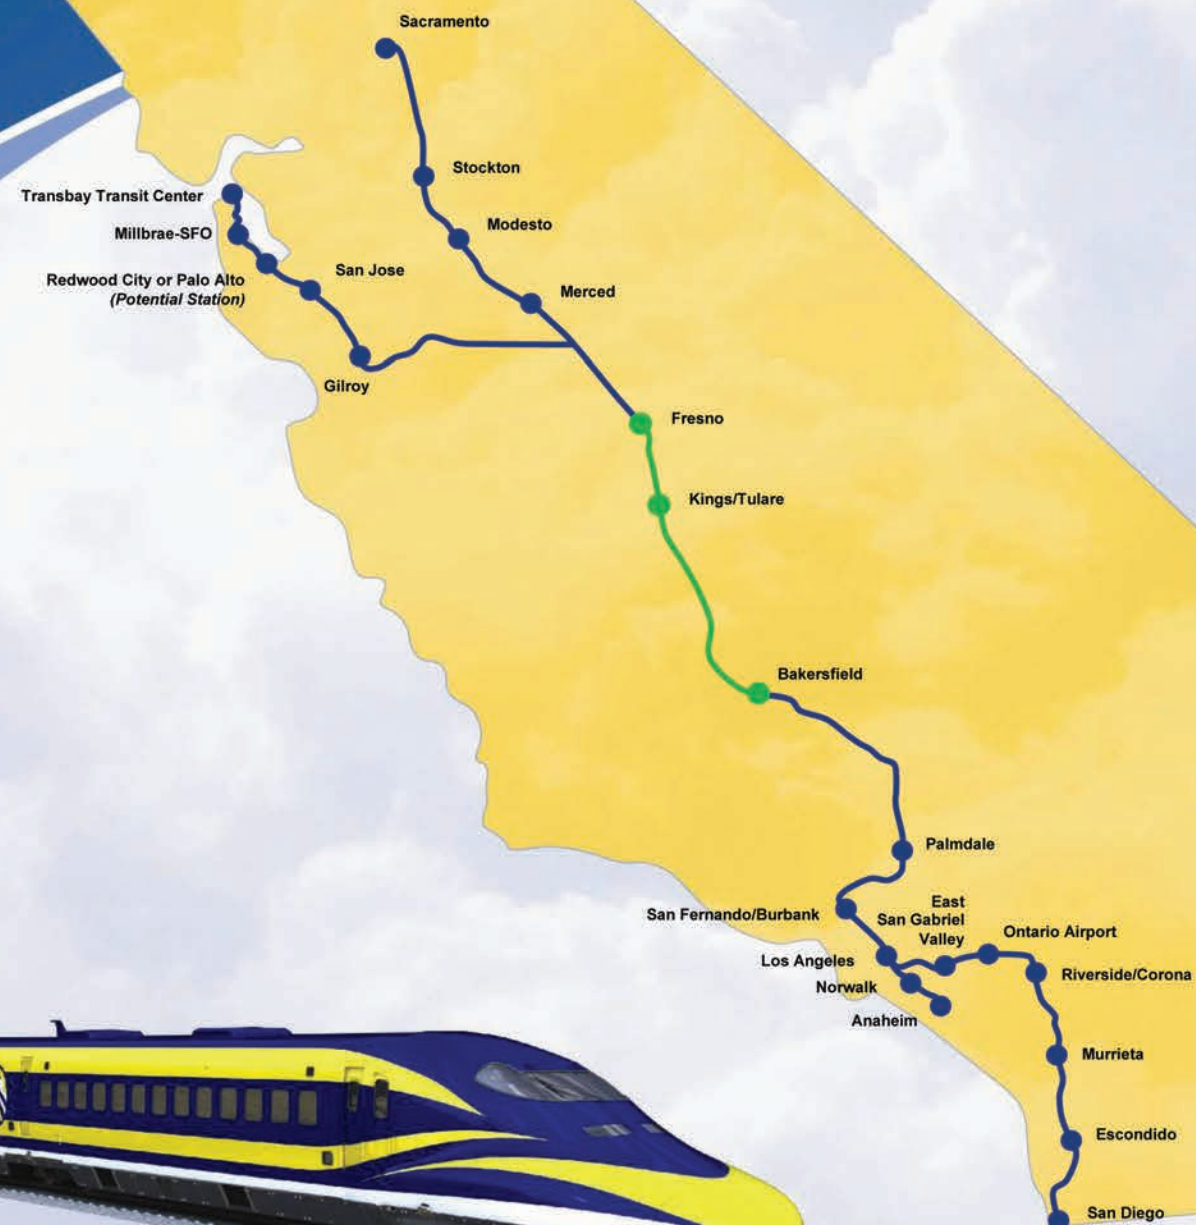 Sacramento
Stockton
Transbay Transit Center
Modesto
Millbrae-SFO
San Jose
Redwood City or Palo Alto
(Potential Station)
Merced
Gilroy
Fresno
Kings/Tulare
Bakersfield
Palmdale
San Fernando/Burbank
East
San Gabriel
Valley
Ontario Airport
Los Angeles
Riverside/Corona
Norwalk
Anaheim
Murrieta
Escondido
San Diego